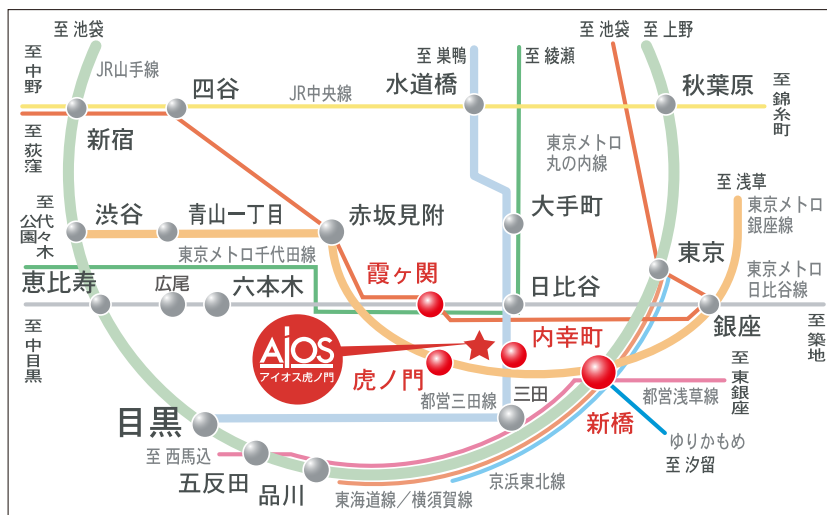 至 池袋
至 巣鴨
至 綾瀬
至 池袋
至 上野
至中野
JR山手線
四谷
JR中央線
水道橋
秋葉原
至錦糸町
新宿
至荻窪
東京メトロ
丸の内線
至 浅草
至代々木
公園
渋谷
青山一丁目
赤坂見附
大手町
東京メトロ
銀座線
東京メトロ千代田線
東京
霞ヶ関
東京メトロ
日比谷線
恵比寿
広尾
六本木
日比谷
銀座
至中目黒
至築地
AIOS
アイオス虎ノ門
虎ノ門
内幸町
至東銀座
都営三田線
三田
都営浅草線
新橋
目黒
ゆりかもめ
至 汐留
至 西馬込
五反田
品川
京浜東北線
東海道線／横須賀線